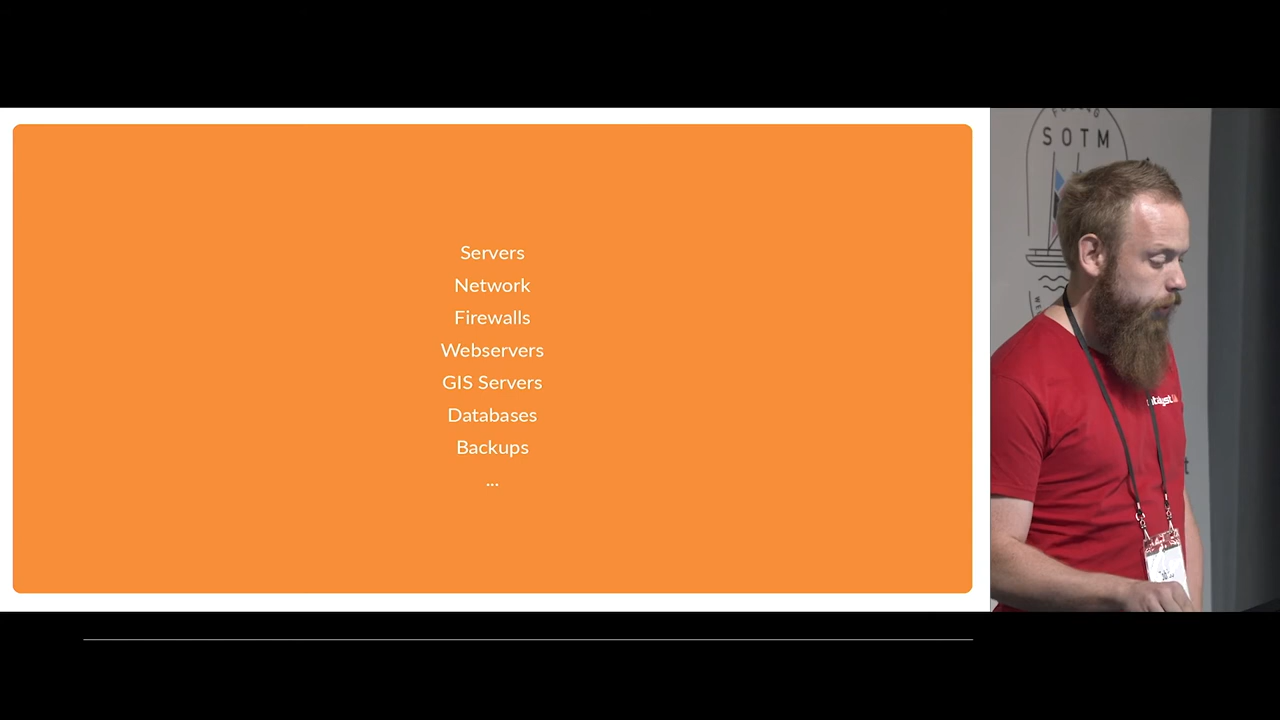 Servers
Network
Firewalls
Webservers
GIS Servers
Databases
Backups
...
SOTM